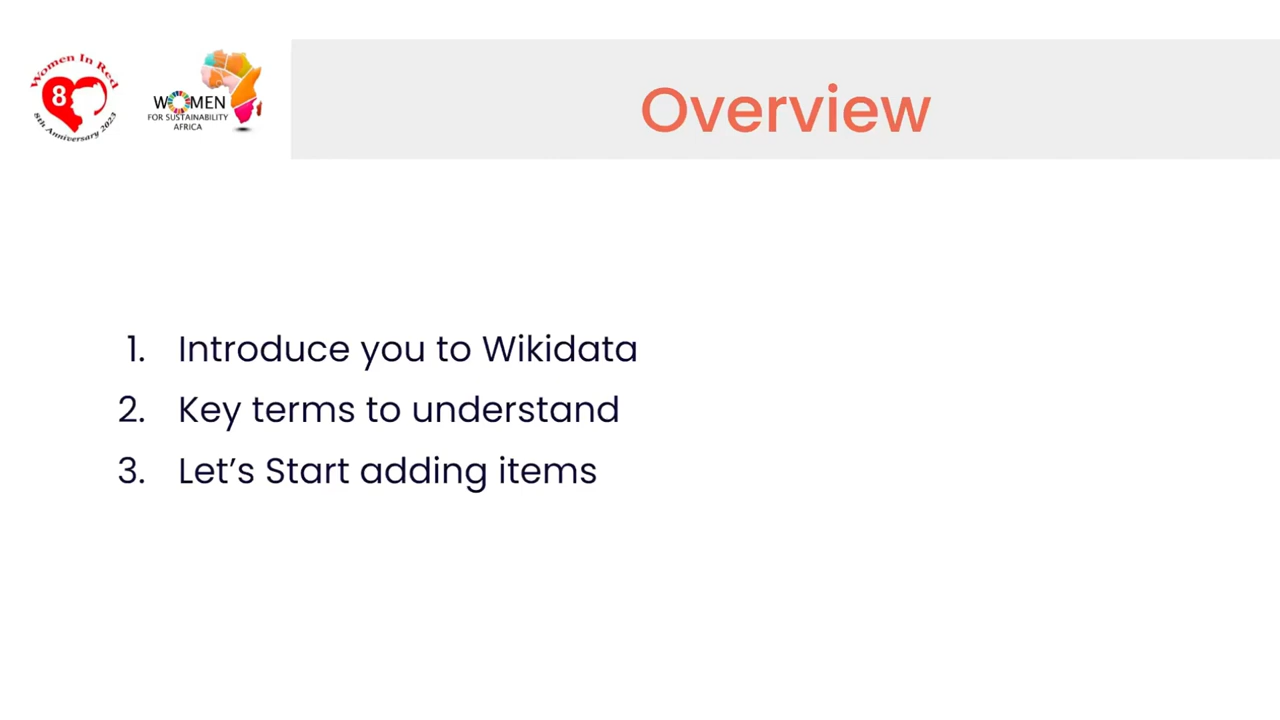 Women In Red
8
8th Anniversary 2023
WOMEN
FOR SUSTAINABILITY
AFRICA
Overview
1. Introduce you to Wikidata
2. Key terms to understand
3. Let’s Start adding items